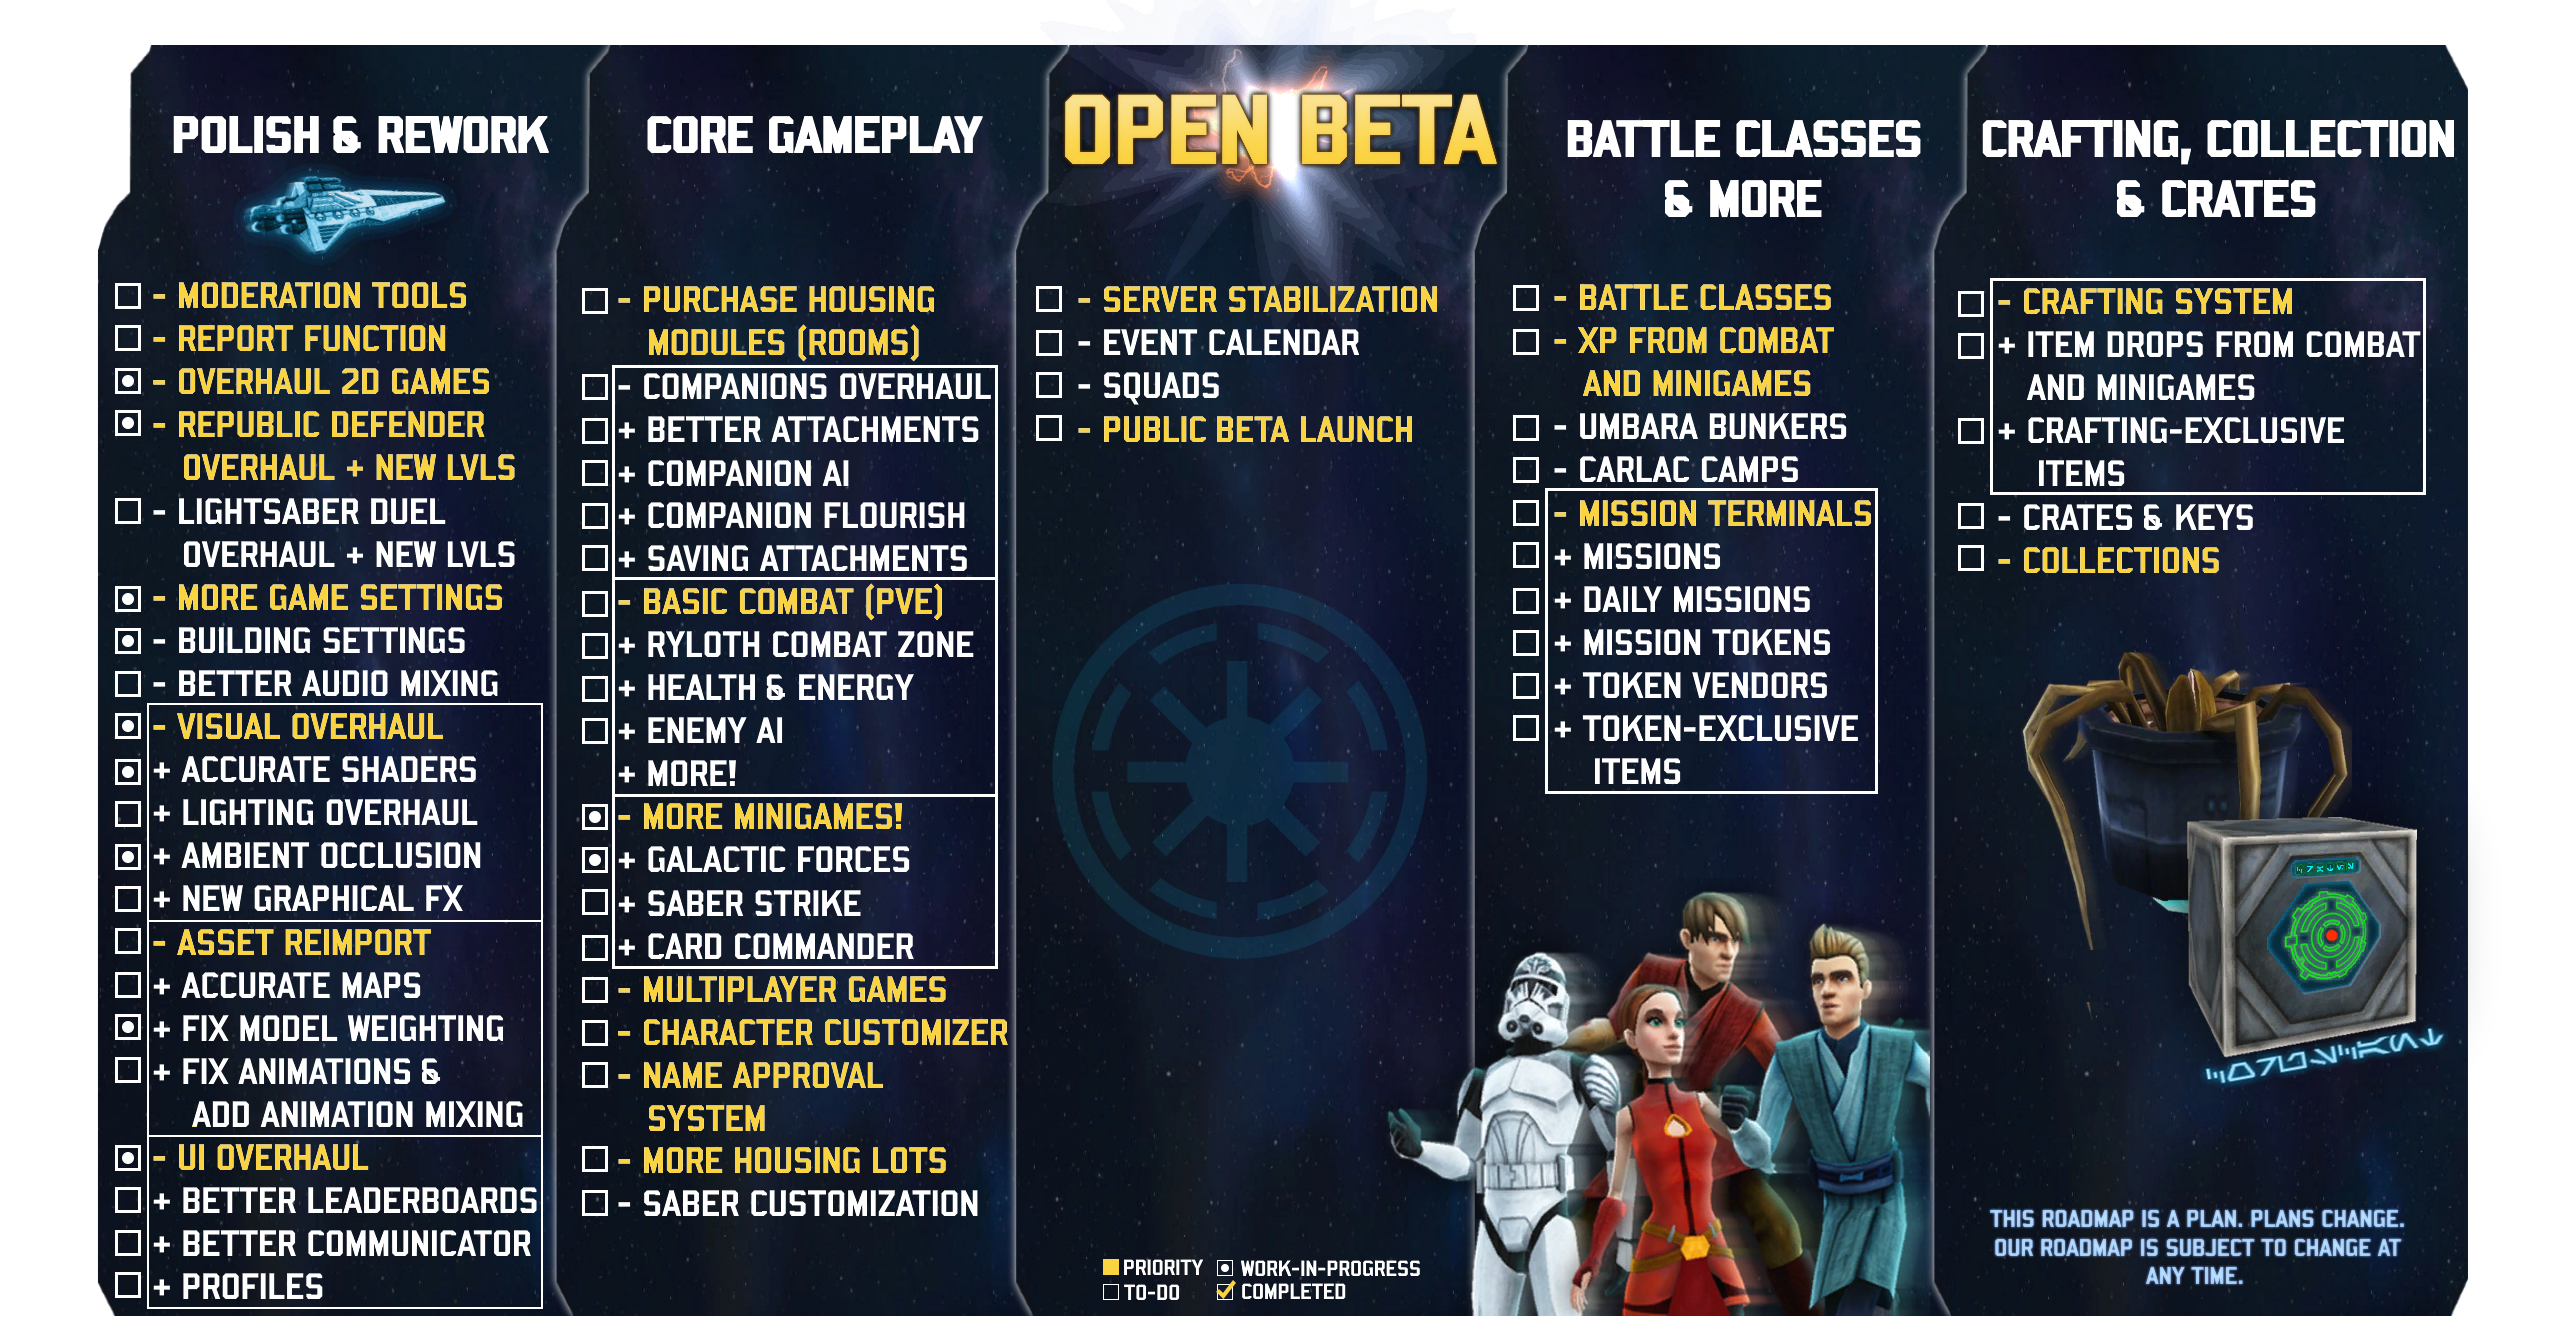 POLISH & REWORK
- MODERATION TOOLS
- REPORT FUNCTION
- OVERHAUL 2D GAMES
- REPUBLIC DEFENDER
OVERHAUL + NEW LVLS
- LIGHTSABER DUEL
OVERHAUL + NEW LVLS
- MORE GAME SETTINGS
- BUILDING SETTINGS
- BETTER AUDIO MIXING
- VISUAL OVERHAUL
+ ACCURATE SHADERS
+ LIGHTING OVERHAUL
+ AMBIENT OCCLUSION
+ NEW GRAPHICAL FX
- ASSET REIMPORT
+ ACCURATE MAPS
+ FIX MODEL WEIGHTING
+ FIX ANIMATIONS &
ADD ANIMATION MIXING
- UI OVERHAUL
+ BETTER LEADERBOARDS
+ BETTER COMMUNICATOR
+ PROFILES
CORE GAMEPLAY
- PURCHASE HOUSING
MODULES (ROOMS)
- COMPANIONS OVERHAUL
+ BETTER ATTACHMENTS
+ COMPANION AI
+ COMPANION FLOURISH
+ SAVING ATTACHMENTS
- BASIC COMBAT (PVE)
+ RYLOTH COMBAT ZONE
+ HEALTH & ENERGY
+ ENEMY AI
+ MORE!
- MORE MINIGAMES!
+ GALACTIC FORCES
+ SABER STRIKE
+ CARD COMMANDER
- MULTIPLAYER GAMES
- CHARACTER CUSTOMIZER
- NAME APPROVAL
SYSTEM
- MORE HOUSING LOTS
- SABER CUSTOMIZATION
OPEN BETA
- SERVER STABILIZATION
- EVENT CALENDAR
- SQUADS
- PUBLIC BETA LAUNCH
PRIORITY
WORK-IN-PROGRESS
TO-DO
COMPLETED
BATTLE CLASSES
& MORE
- BATTLE CLASSES
- XP FROM COMBAT
AND MINIGAMES
- UMBARA BUNKERS
- CARLAC CAMPS
- MISSION TERMINALS
+ MISSIONS
+ DAILY MISSIONS
+ MISSION TOKENS
+ TOKEN VENDORS
+ TOKEN-EXCLUSIVE
ITEMS
CRAFTING, COLLECTION
& CRATES
- CRAFTING SYSTEM
+ ITEM DROPS FROM COMBAT
AND MINIGAMES
+ CRAFTING-EXCLUSIVE
ITEMS
- CRATES & KEYS
- COLLECTIONS
THIS ROADMAP IS A PLAN. PLANS CHANGE.
OUR ROADMAP IS SUBJECT TO CHANGE AT
ANY TIME.